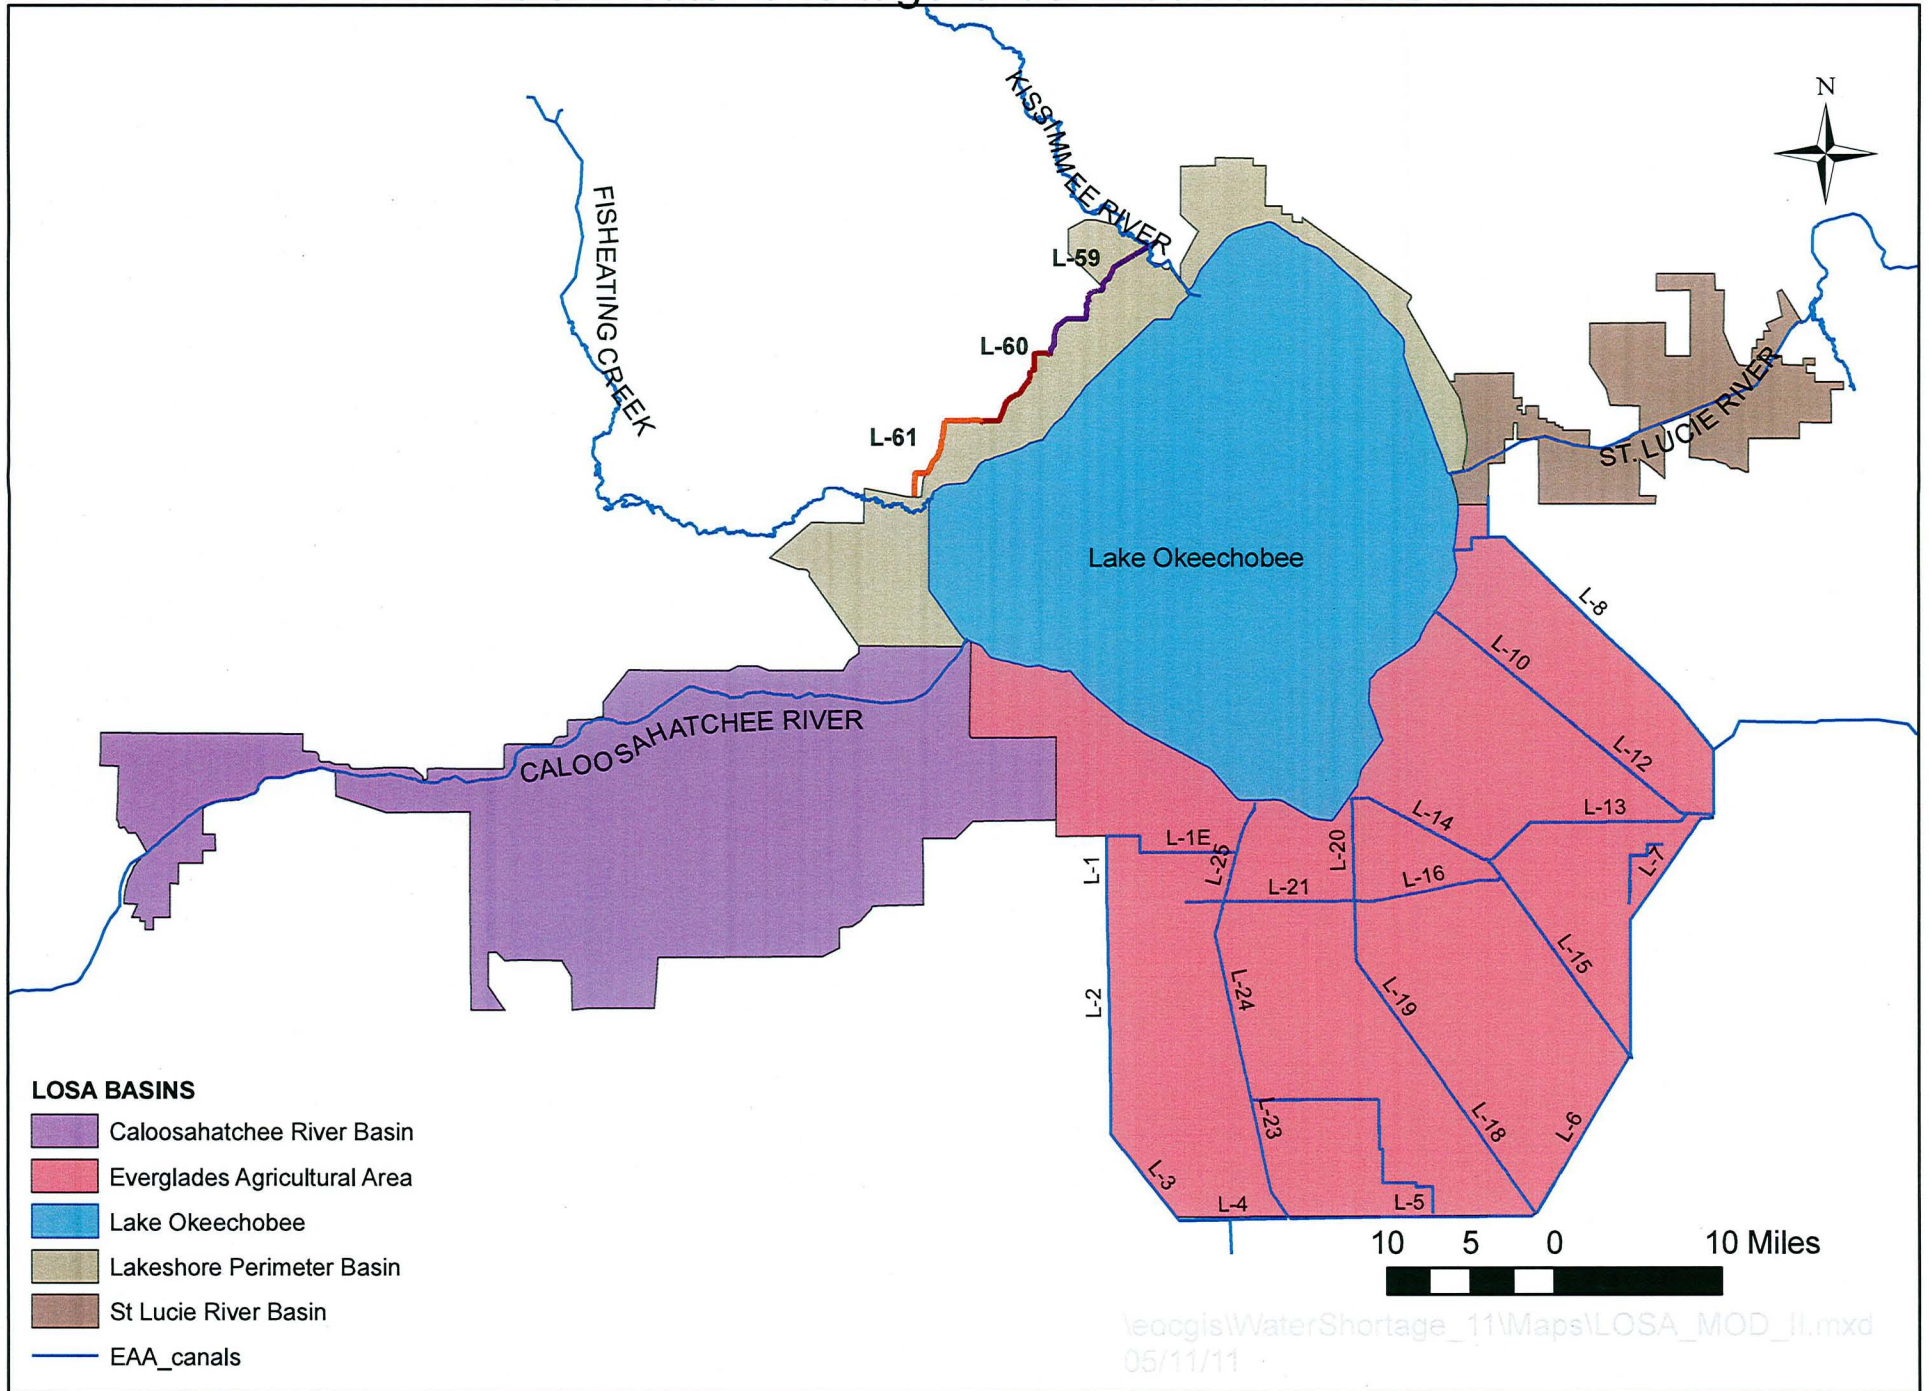 N
KISSIMMEE RIVER
FISHEATING CREEK
L-59
L-60
L-61
ST. LUCIE RIVER
Lake Okeechobee
L-8
L-10
CALOOSAHATCHEE RIVER
L-12
L-13
L-14
L-1E
L-25
L-20
L-1
L-7
L-16
L-21
L-15
L-24
L-19
L-2
L-23
L-18
L-6
L-3
L-4
L-5
LOSA BASINS
Caloosahatchee River Basin
Everglades Agricultural Area
Lake Okeechobee
Lakeshore Perimeter Basin
St Lucie River Basin
EAA_canals
10 5 0 10 Miles
\eocgis\WaterShortage_11\Maps\LOSA_MOD_II.mxd
05/11/11